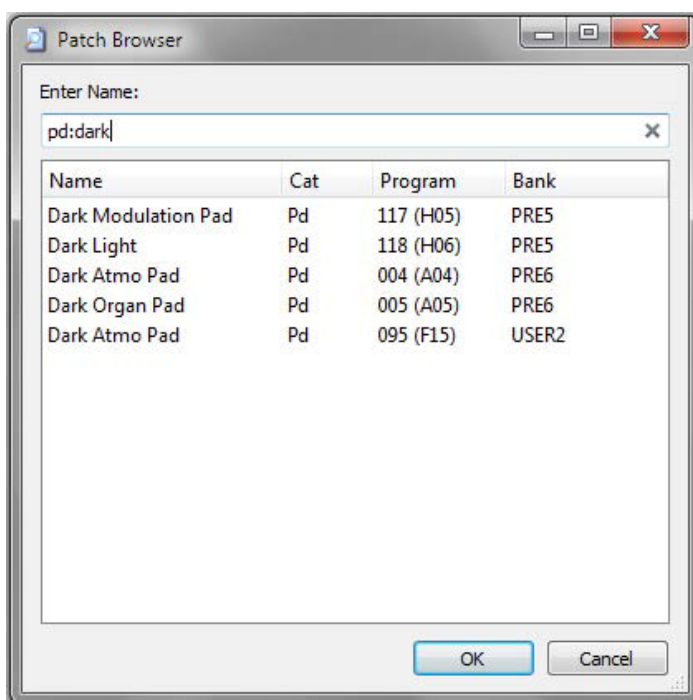 Patch Browser
Enter Name:
pd:dark
Name Cat Program Bank
Dark Modulation Pad Pd 117 (H05) PRE5
Dark Light Pd 118 (H06) PRE5
Dark Atmo Pad Pd 004 (A04) PRE6
Dark Organ Pad Pd 005 (A05) PRE6
Dark Atmo Pad Pd 095 (F15) USER2
OK Cancel